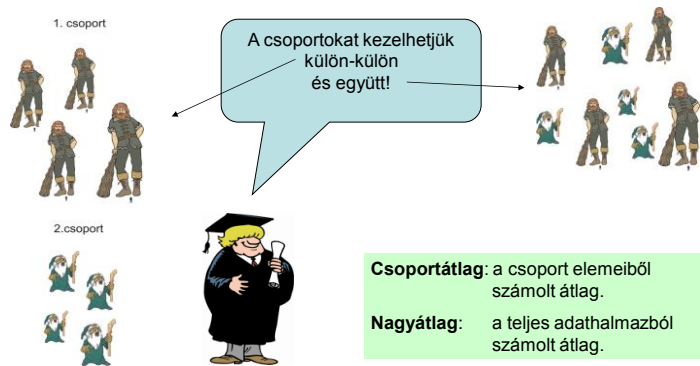 1. csoport
A csoportokat kezelhetjük
külön-külön
és együtt!
2.csoport
Csoportátlag: a csoport elemeiből
számolt átlag.
Nagyátlag: a teljes adathalmazból
számolt átlag.